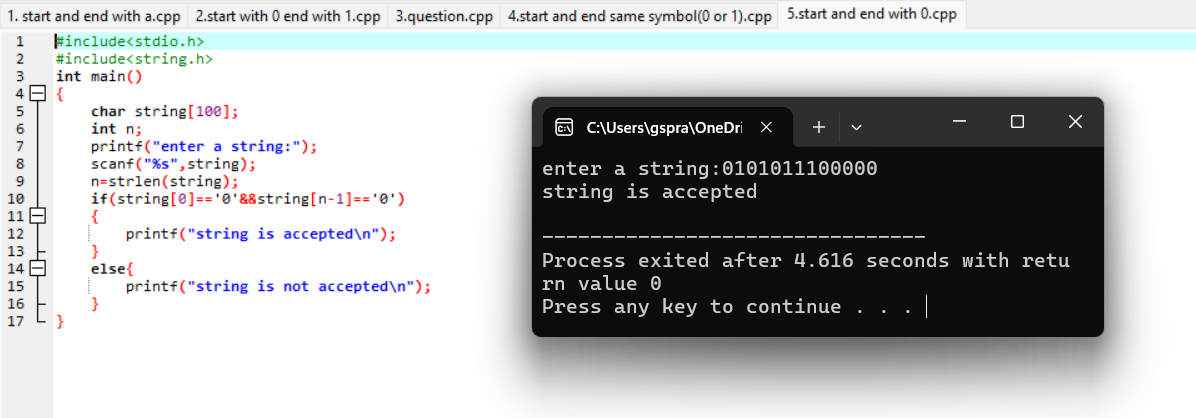 1. start and end with a.cpp 2.start with 0 end with 1.cpp 3.question.cpp 4.start and end same symbol(0 or 1).cpp 5.start and end with 0.cpp
1 #include<stdio.h>
2 #include<string.h>
3 int main()
4 {
5 char string[100];
6 int n;
7 printf("enter a string:");
8 scanf("%s",string);
9 n=strlen(string);
10 if(string[0]=='0'&&string[n-1]=='0')
11 {
12 printf("string is accepted\n");
13 }
14 else{
15 printf("string is not accepted\n");
16 }
17 }
C:\Users\gspra\OneDri
enter a string:0101011100000
string is accepted
--------------------------------
Process exited after 4.616 seconds with retu
rn value 0
Press any key to continue . . .